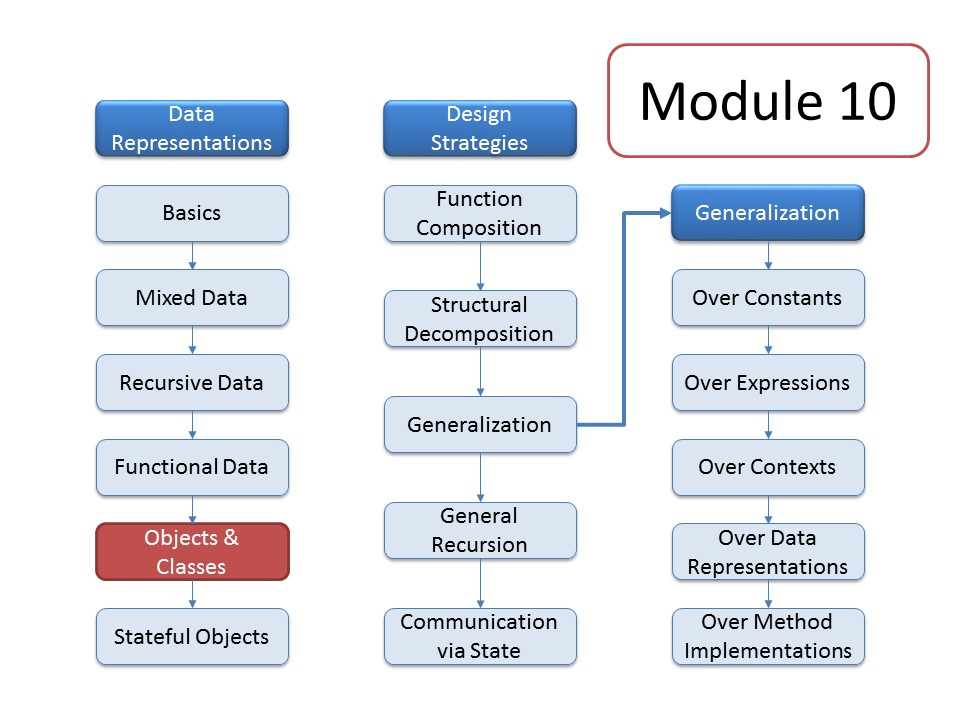 Module 10
Data
Representations
Basics
Mixed Data
Recursive Data
Functional Data
Objects &
Classes
Stateful Objects
Design
Strategies
Function
Composition
Structural
Decomposition
Generalization
General
Recursion
Communication
via State
Generalization
Over Constants
Over Expressions
Over Contexts
Over Data
Representations
Over Method
Implementations